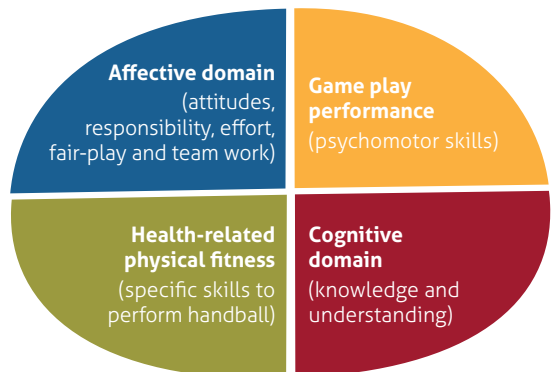 Affective domain
(attitudes,
responsibility, effort,
fair-play and team work)
Game play
performance
(psychomotor skills)
Health-related
physical fitness
(specific skills to
perform handball)
Cognitive
domain
(knowledge and
understanding)